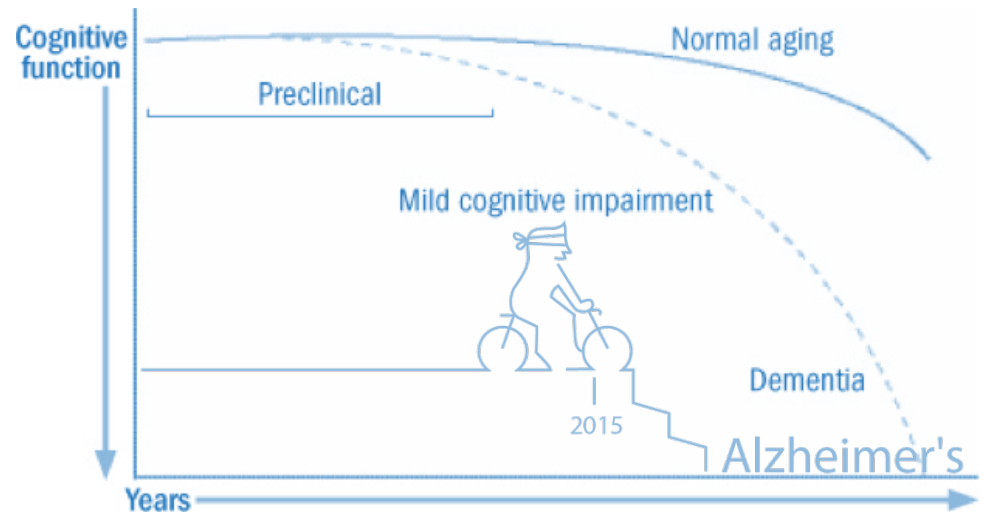 Cognitive
function
Normal aging
Preclinical
Mild cognitive impairment
Dementia
2015
Alzheimer's
Years